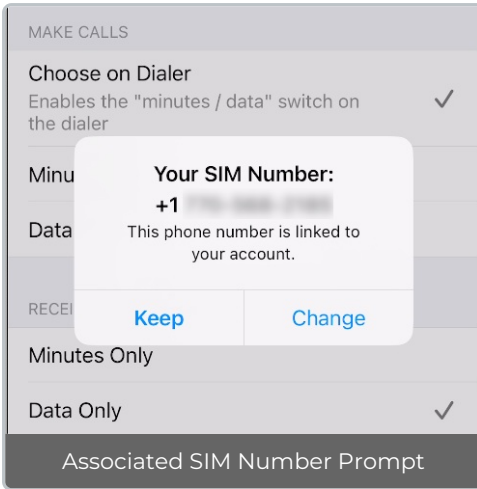 MAKE CALLS
Choose on Dialer
Enables the "minutes / data" switch on
the dialer
Minu
Your SIM Number:
+1
This phone number is linked to
your account.
Data
Keep
Change
RECEI
Minutes Only
Data Only
Associated SIM Number Prompt